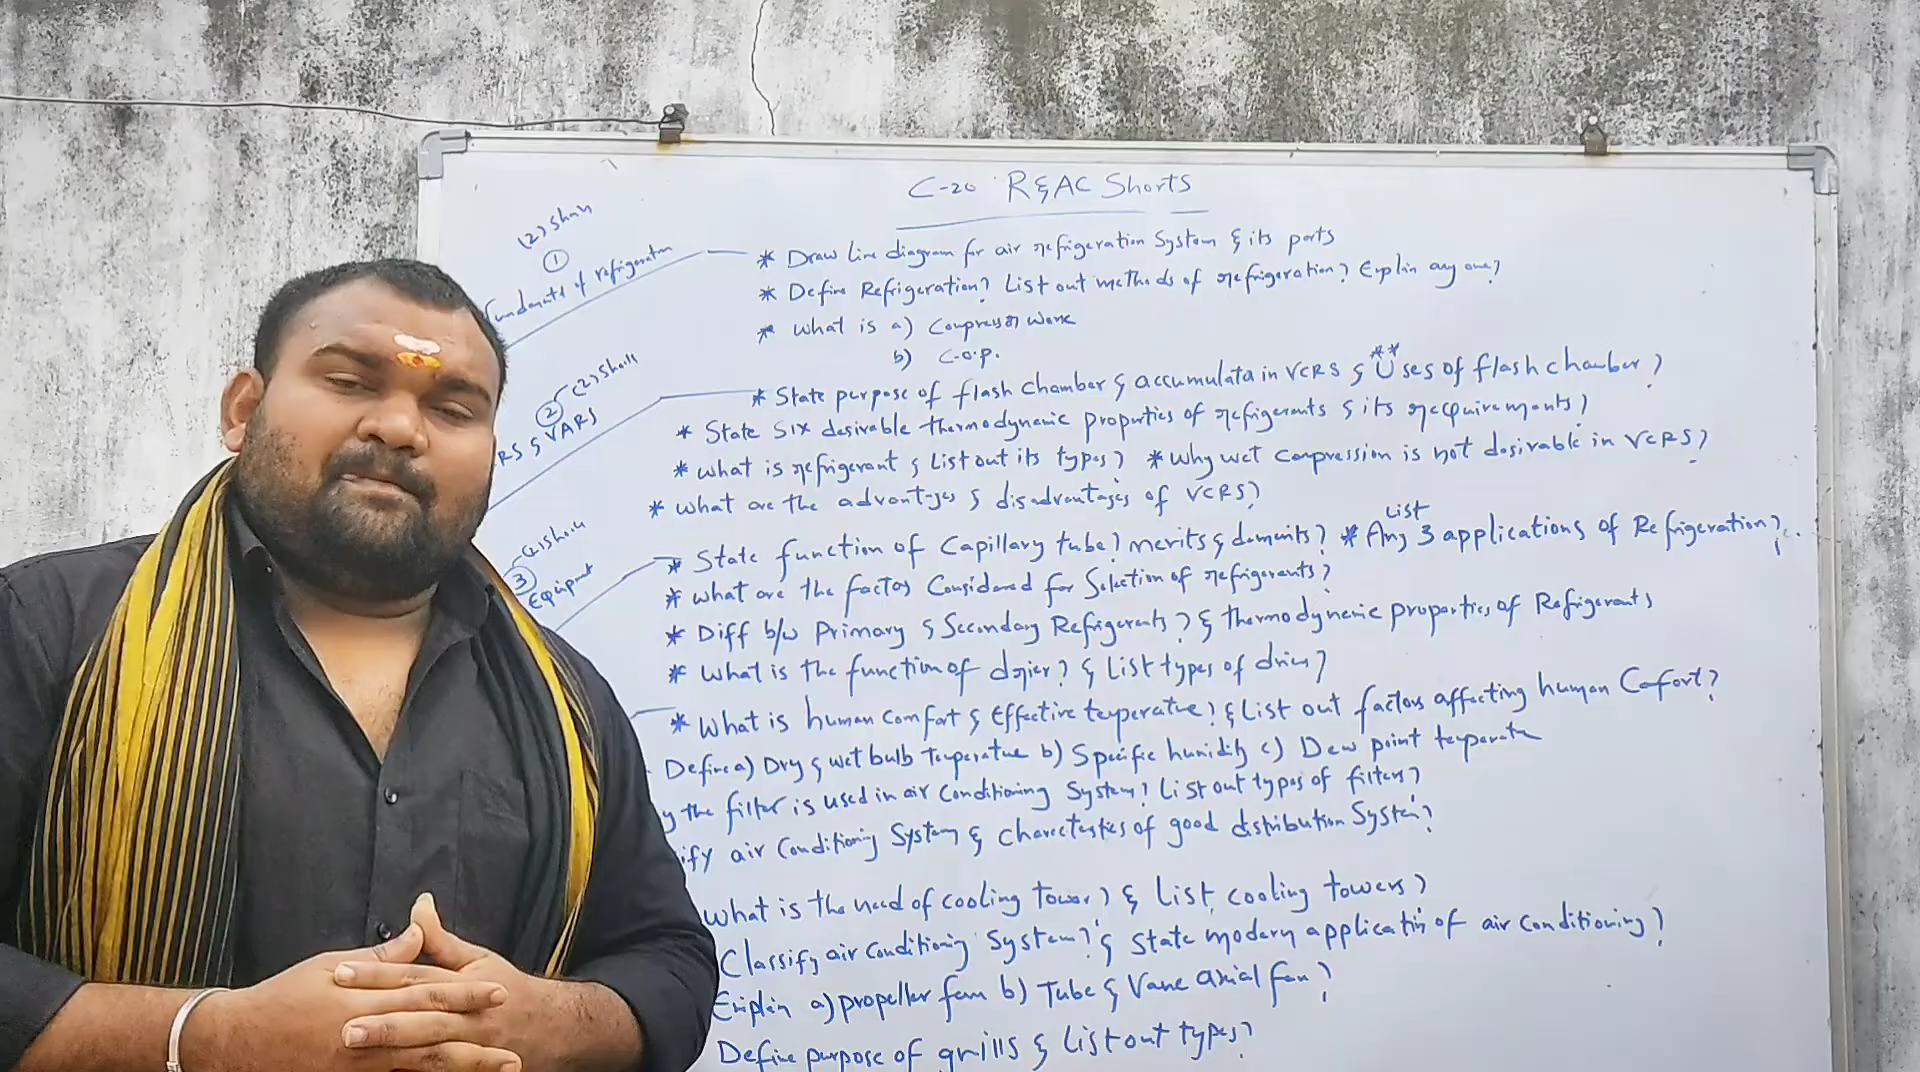 C-20 R&AC Shorts
(2) Short
①
Fundamentals of refrigeration
* Draw line diagram for air refrigeration System & its parts
* Define Refrigeration? List out methods of refrigeration? Explain any one?
* What is a) Compressor Work
b) C.O.P.
② (2) Shorts
RS & VARS
* State purpose of flash chamber & accumulata in VCRS & ** Uses of flash chamber?
* State SIX desirable thermodynamic properties of refrigerants & its requirements?
* What is refrigerant & List out its types? * Why wet compression is not desirable in VCRS?
* What are the advantages & disadvantages of VCRS?
③ (2) Shorts
Equipment
* State function of Capillary tube? merits & demerits? * List Any 3 applications of Refrigeration?
* What are the factors Considered for Selection of refrigerants?
* Diff b/w Primary & Secondary Refrigerants? & thermodynamic properties of Refrigerants
* What is the function of drier? & List types of driers?
* What is human comfort & Effective temperature? & List out factors affecting human Cofort?
Define a) Dry & wet bulb Temperature b) Specific humidity c) Dew point temperature
y the filter is used in air Conditioning System? List out types of filters?
ify air Conditioning System & charectestics of good distribution System?
What is the need of cooling tower? & List cooling towers?
Classify air conditioning System? & State modern application of air conditioning?
Explain a) propeller fan b) Tube & Vane axial fan?
Define purpose of grills & List out types?